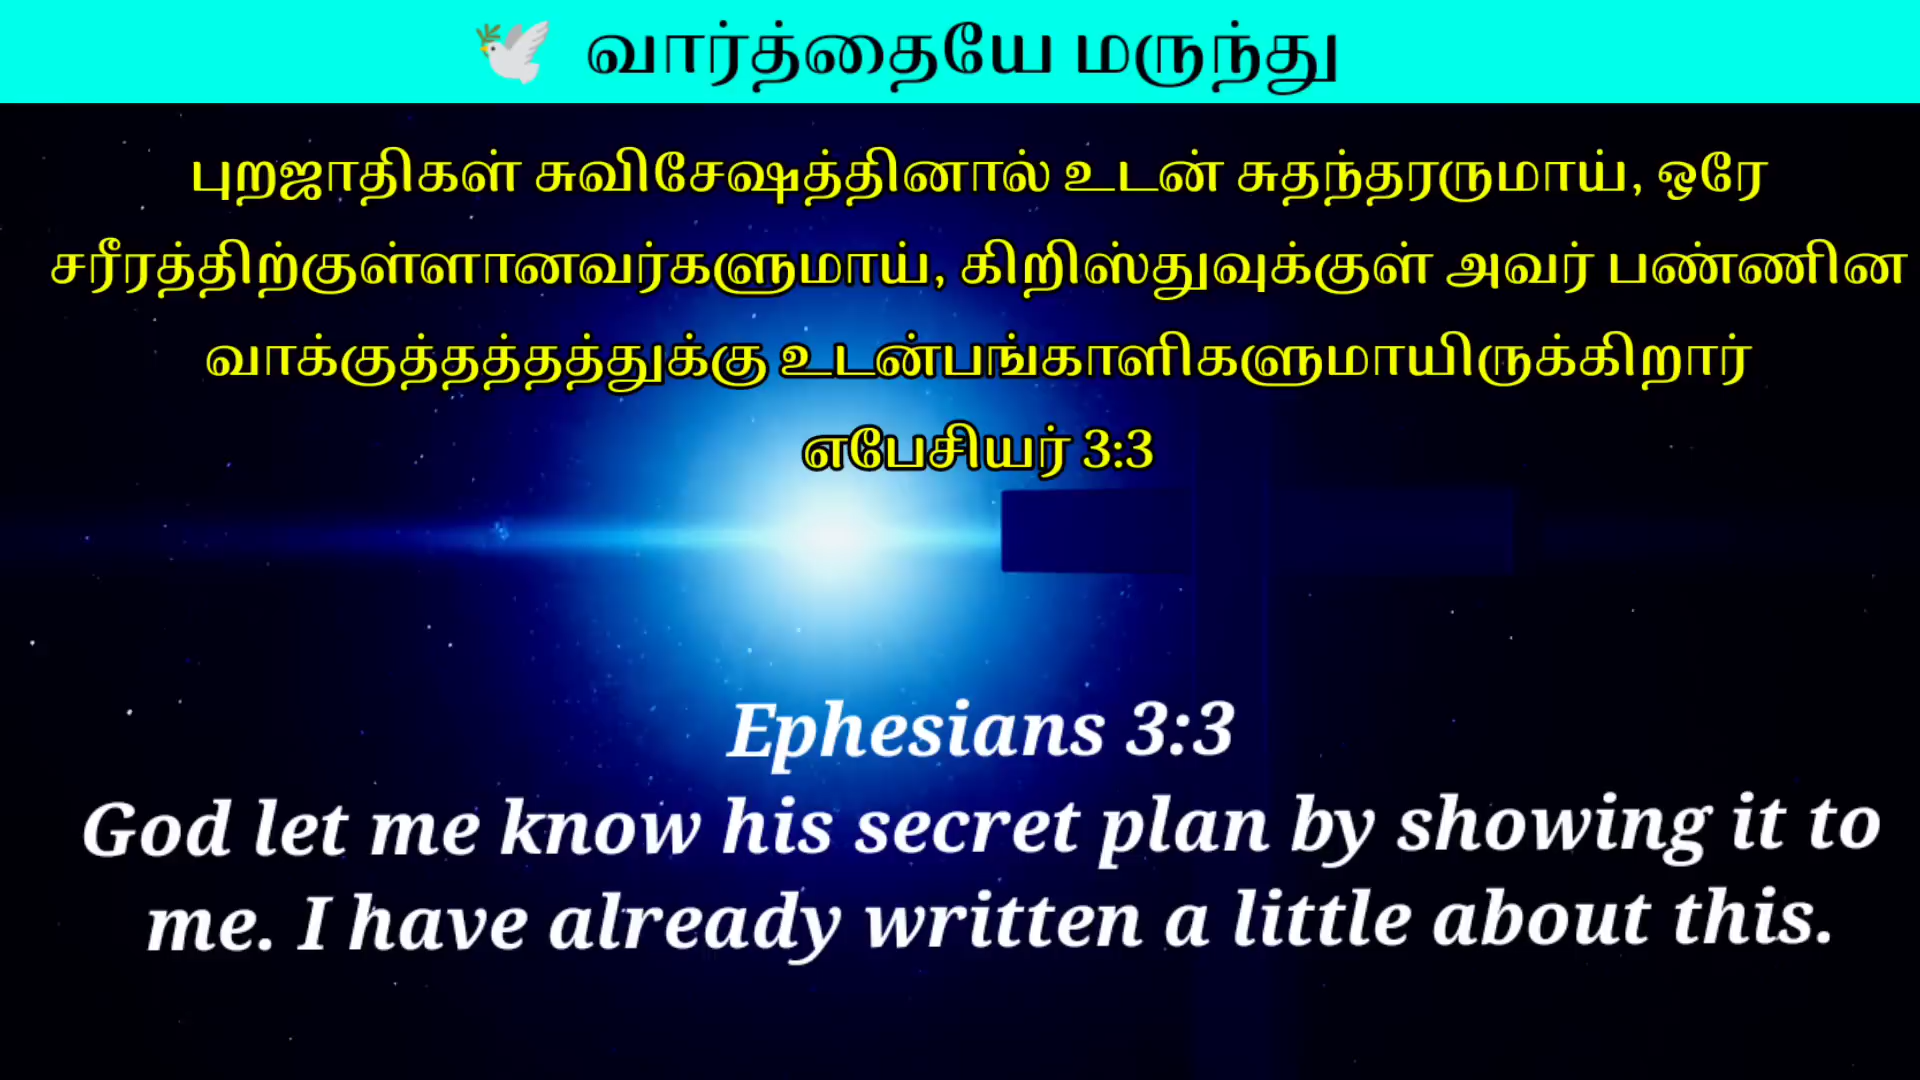 🕊️ வார்த்தையே மருந்து
புறஜாதிகள் சுவிசேஷத்தினால் உடன் சுதந்தரருமாய், ஒரே
சரீரத்திற்குள்ளானவர்களுமாய், கிறிஸ்துவுக்குள் அவர் பண்ணின
வாக்குத்தத்தத்துக்கு உடன்பங்காளிகளுமாயிருக்கிறார்
எபேசியர் 3:3
Ephesians 3:3
God let me know his secret plan by showing it to
me. I have already written a little about this.